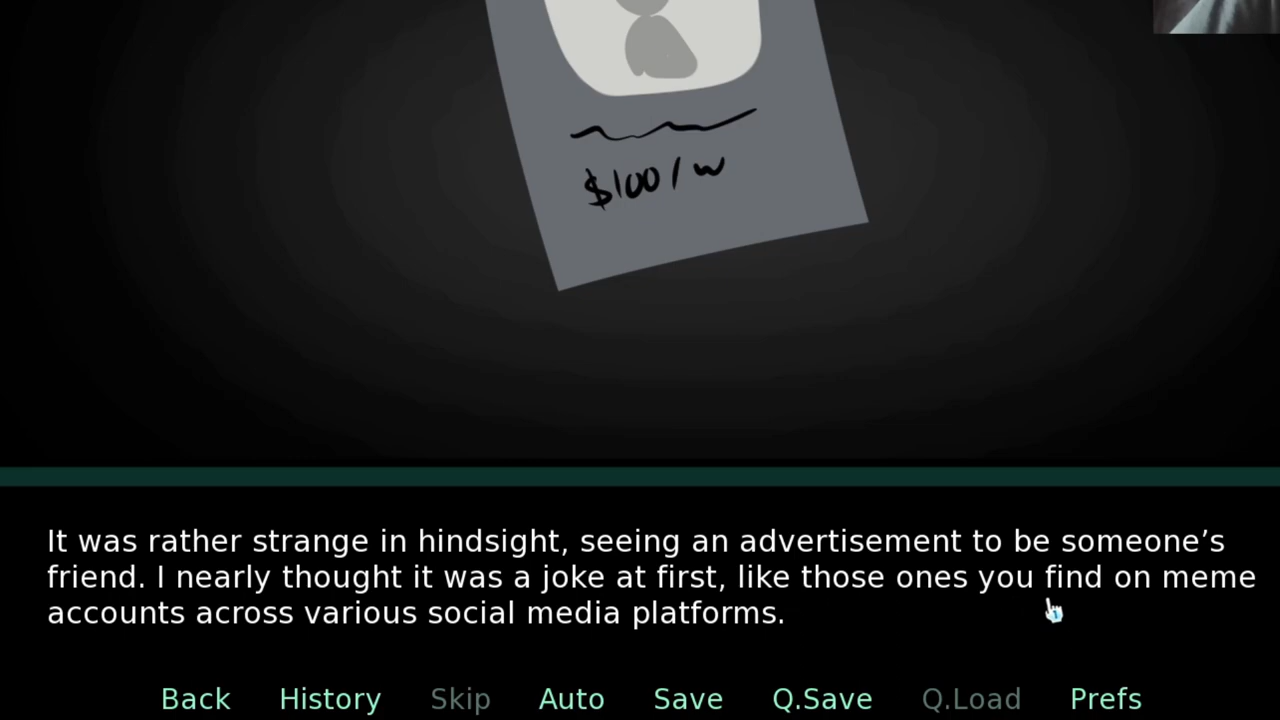 $100/w
It was rather strange in hindsight, seeing an advertisement to be someone’s
friend. I nearly thought it was a joke at first, like those ones you find on meme
accounts across various social media platforms.
Back History Skip Auto Save Q.Save Q.Load Prefs